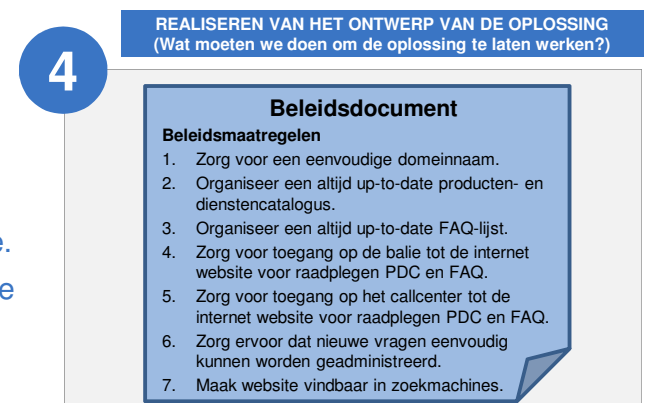 REALISEREN VAN HET ONTWERP VAN DE OPLOSSING
(Wat moeten we doen om de oplossing te laten werken?)
4
Beleidsdocument
Beleidsmaatregelen
1. Zorg voor een eenvoudige domeinnaam.
2. Organiseer een altijd up-to-date producten- en
dienstencatalogus.
3. Organiseer een altijd up-to-date FAQ-lijst.
4. Zorg voor toegang op de balie tot de internet
website voor raadplegen PDC en FAQ.
5. Zorg voor toegang op het callcenter tot de
internet website voor raadplegen PDC en FAQ.
6. Zorg ervoor dat nieuwe vragen eenvoudig
kunnen worden geadministreerd.
7. Maak website vindbaar in zoekmachines.